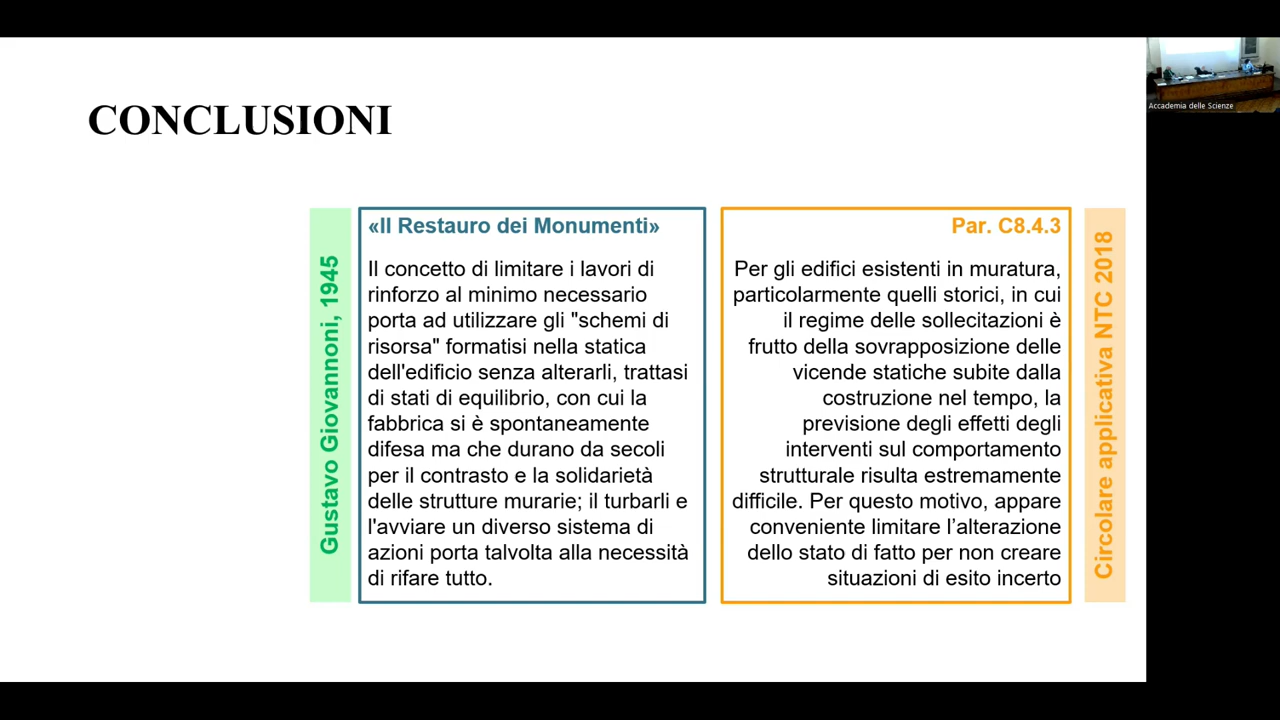 CONCLUSIONI
Gustavo Giovannoni, 1945
«Il Restauro dei Monumenti»
Il concetto di limitare i lavori di
rinforzo al minimo necessario
porta ad utilizzare gli "schemi di
risorsa" formatisi nella statica
dell'edificio senza alterarli, trattasi
di stati di equilibrio, con cui la
fabbrica si è spontaneamente
difesa ma che durano da secoli
per il contrasto e la solidarietà
delle strutture murarie; il turbarli e
l'avviare un diverso sistema di
azioni porta talvolta alla necessità
di rifare tutto.
Par. C8.4.3
Per gli edifici esistenti in muratura,
particolarmente quelli storici, in cui
il regime delle sollecitazioni è
frutto della sovrapposizione delle
vicende statiche subite dalla
costruzione nel tempo, la
previsione degli effetti degli
interventi sul comportamento
strutturale risulta estremamente
difficile. Per questo motivo, appare
conveniente limitare l’alterazione
dello stato di fatto per non creare
situazioni di esito incerto
Circolare applicativa NTC 2018
Accademia delle Scienze